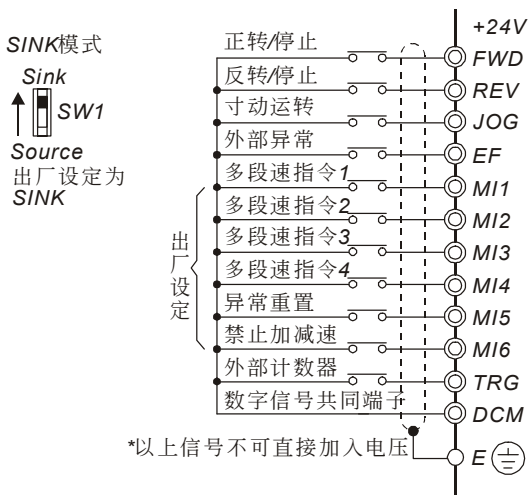 +24V
SINK模式
Sink
SW1
Source
出厂设定为
SINK
正转/停止
FWD
反转/停止
REV
寸动运转
JOG
外部异常
EF
多段速指令1
MI1
多段速指令2
MI2
多段速指令3
MI3
多段速指令4
MI4
出厂设定
异常重置
MI5
禁止加减速
MI6
外部计数器
TRG
数字信号共同端子
DCM
*以上信号不可直接加入电压
E